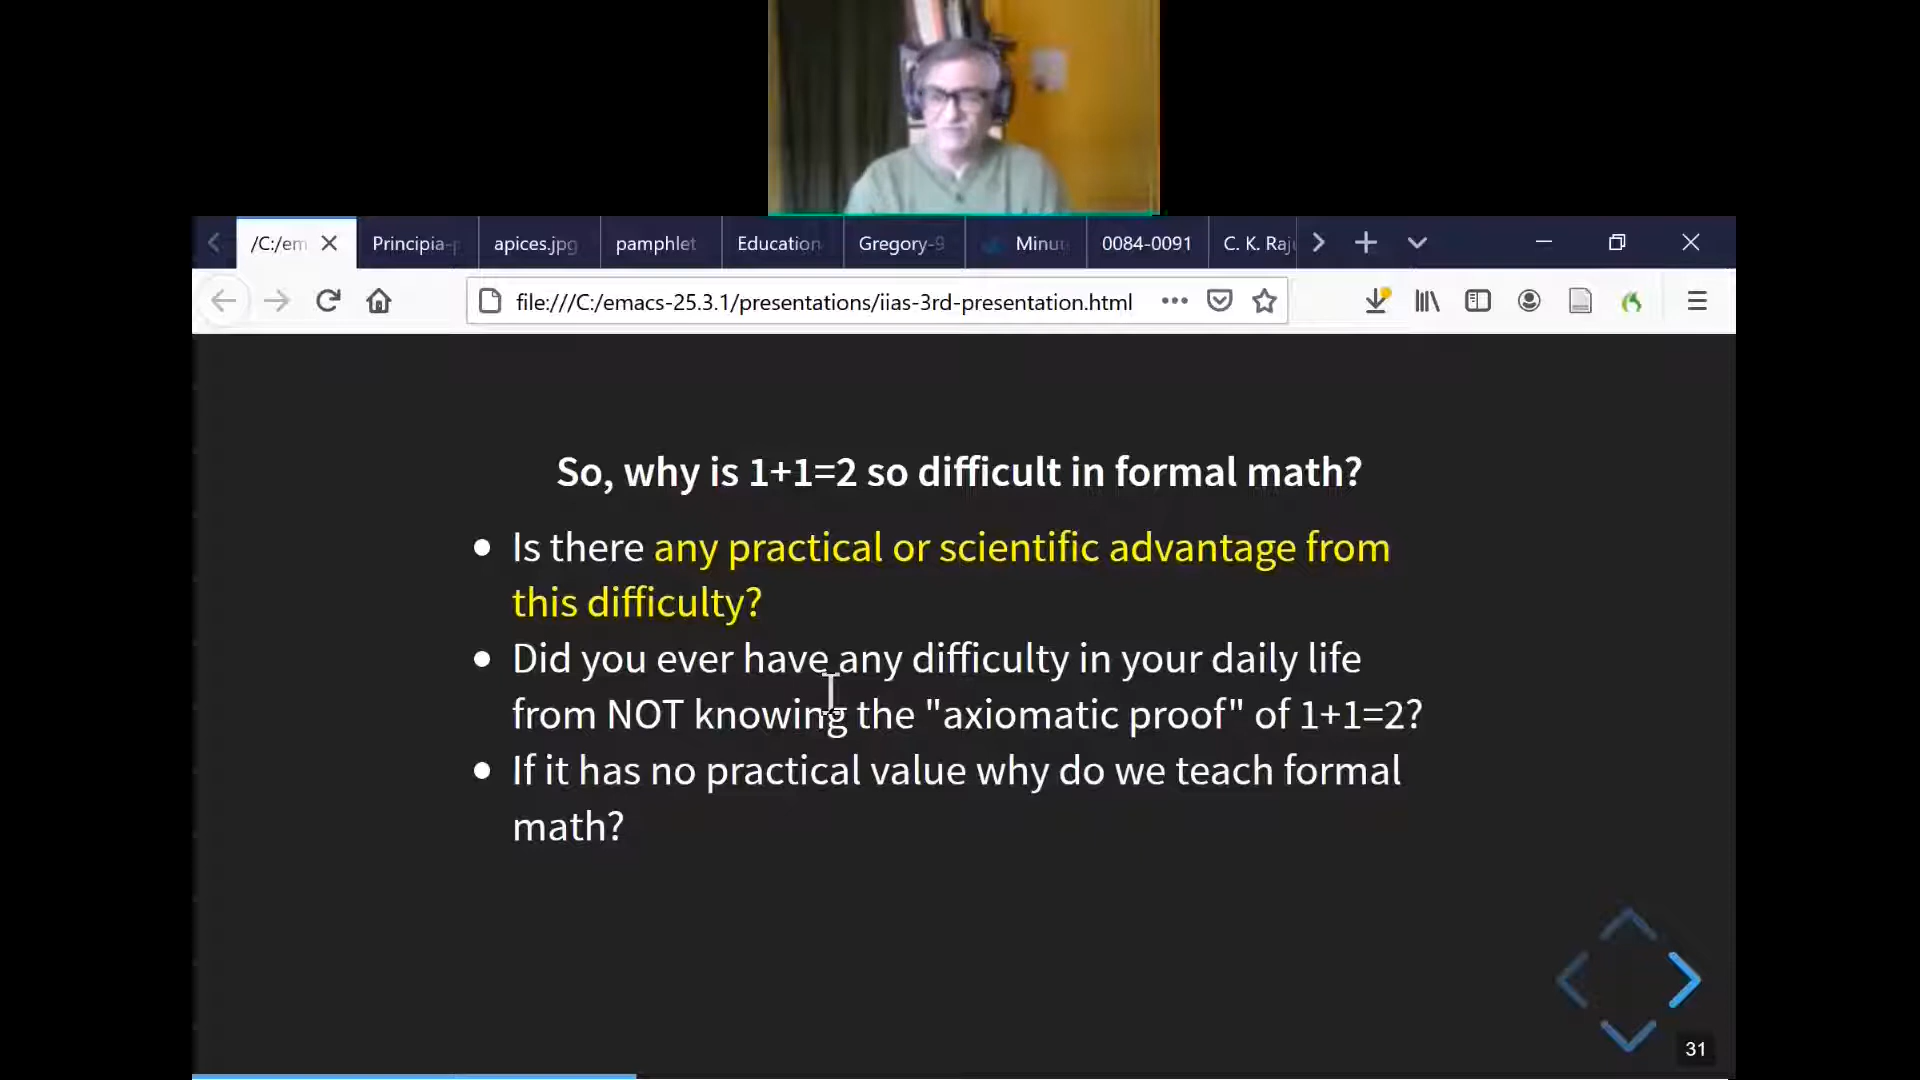 /C:/em
Principia-p
apices.jpg
pamphlet
Education
Gregory-9
Minu
0084-0091
C. K. Raju
file:///C:/emacs-25.3.1/presentations/iias-3rd-presentation.html
So, why is 1+1=2 so difficult in formal math?
Is there any practical or scientific advantage from
this difficulty?
Did you ever have any difficulty in your daily life
from NOT knowing the "axiomatic proof" of 1+1=2?
If it has no practical value why do we teach formal
math?
31